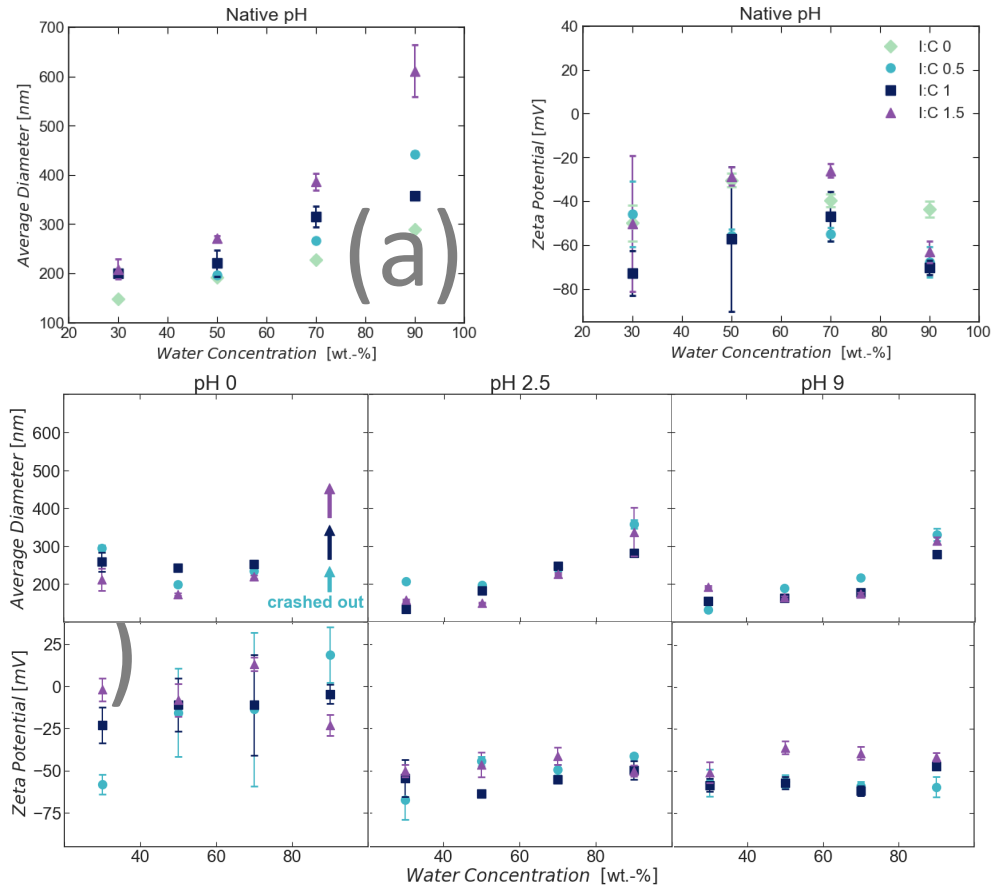 Native pH
Native pH
700
600
500
400
300
200
100
Average Diameter [nm]
(a)
20 30 40 50 60 70 80 90 100
Water Concentration [wt.-%]
40
20
0
−20
−40
−60
−80
Zeta Potential [mV]
I:C 0
I:C 0.5
I:C 1
I:C 1.5
20 30 40 50 60 70 80 90 100
Water Concentration [wt.-%]
pH 0
pH 2.5
pH 9
600
500
400
300
200
Average Diameter [nm]
crashed out
25
0
−25
−50
−75
Zeta Potential [mV]
)
40 60 80
40 60 80
40 60 80
Water Concentration [wt.-%]